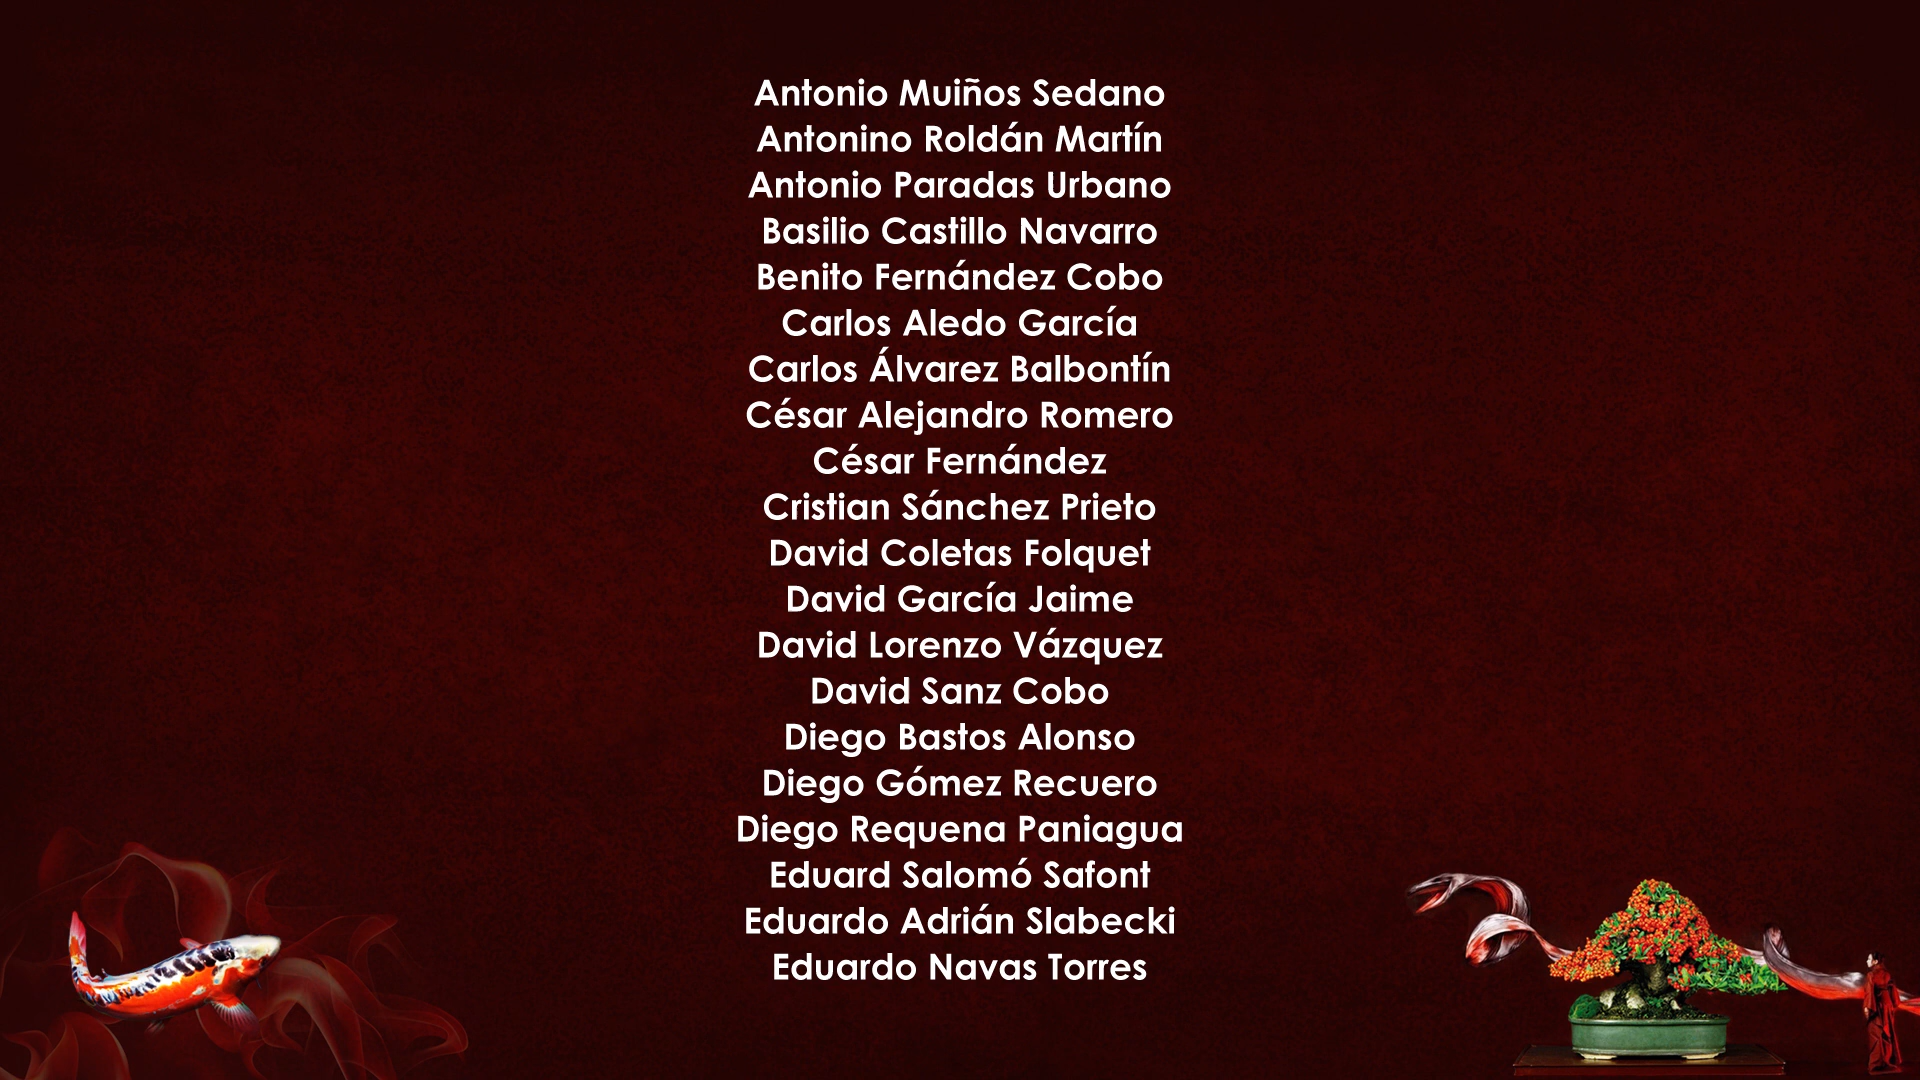 Antonio Muiños Sedano
Antonino Roldán Martín
Antonio Paradas Urbano
Basilio Castillo Navarro
Benito Fernández Cobo
Carlos Aledo García
Carlos Álvarez Balbontín
César Alejandro Romero
César Fernández
Cristian Sánchez Prieto
David Coletas Folquet
David García Jaime
David Lorenzo Vázquez
David Sanz Cobo
Diego Bastos Alonso
Diego Gómez Recuero
Diego Requena Paniagua
Eduard Salomó Safont
Eduardo Adrián Slabecki
Eduardo Navas Torres